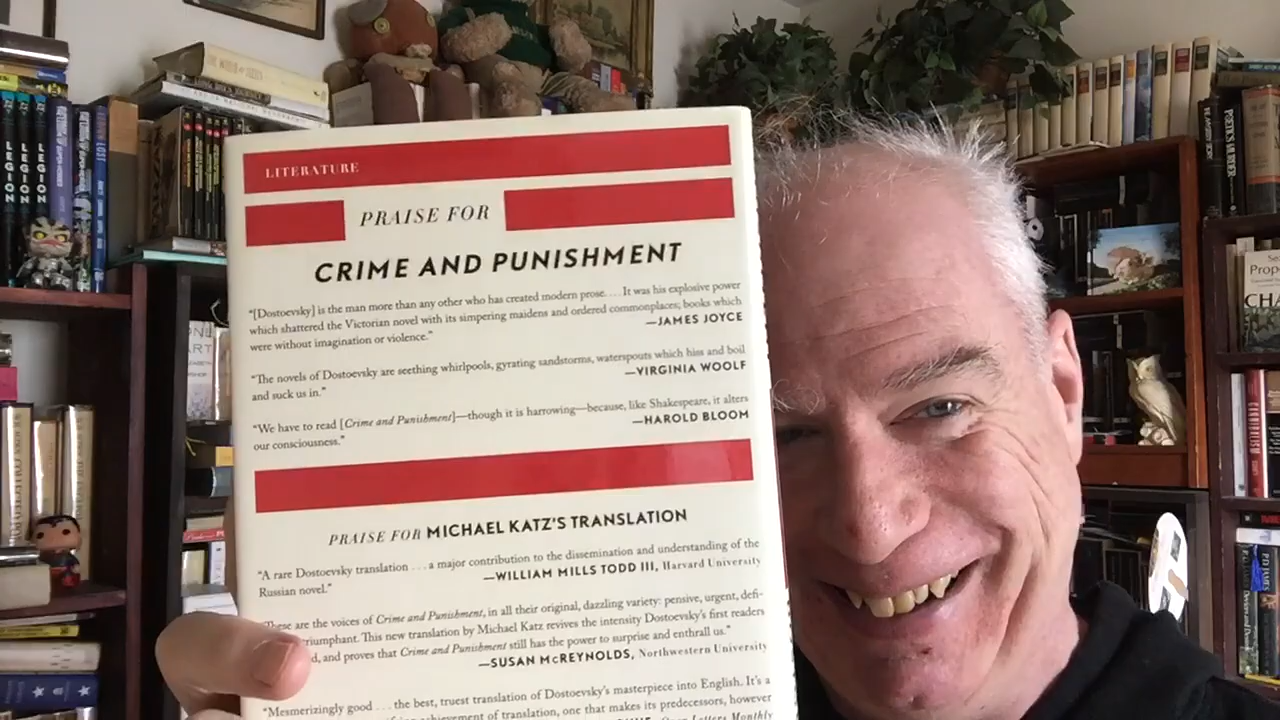 LITERATURE
PRAISE FOR
CRIME AND PUNISHMENT
“[Dostoevsky] is the man more than any other who has created modern prose. . . . It was his explosive power
which shattered the Victorian novel with its simpering maidens and ordered commonplaces; books which
were without imagination or violence.”
—JAMES JOYCE
“The novels of Dostoevsky are seething whirlpools, gyrating sandstorms, waterspouts which hiss and boil
and suck us in.”
—VIRGINIA WOOLF
“We have to read [Crime and Punishment]—though it is harrowing—because, like Shakespeare, it alters
our consciousness.”
—HAROLD BLOOM
PRAISE FOR MICHAEL KATZ’S TRANSLATION
“A rare Dostoevsky translation . . . a major contribution to the dissemination and understanding of the
Russian novel.”
—WILLIAM MILLS TODD III, Harvard University
are the voices of Crime and Punishment, in all their original, dazzling variety: pensive, urgent, defi-
This new translation by Michael Katz revives the intensity Dostoevsky’s first readers
and proves that Crime and Punishment still has the power to surprise and enthrall us.”
—SUSAN McREYNOLDS, Northwestern University
“Mesmerizingly good . . . the best, truest translation of Dostoevsky’s masterpiece into English. It’s a
achievement of translation, one that makes its predecessors, however
Open Letters Monthly
LEGION
LEGION
LEGION